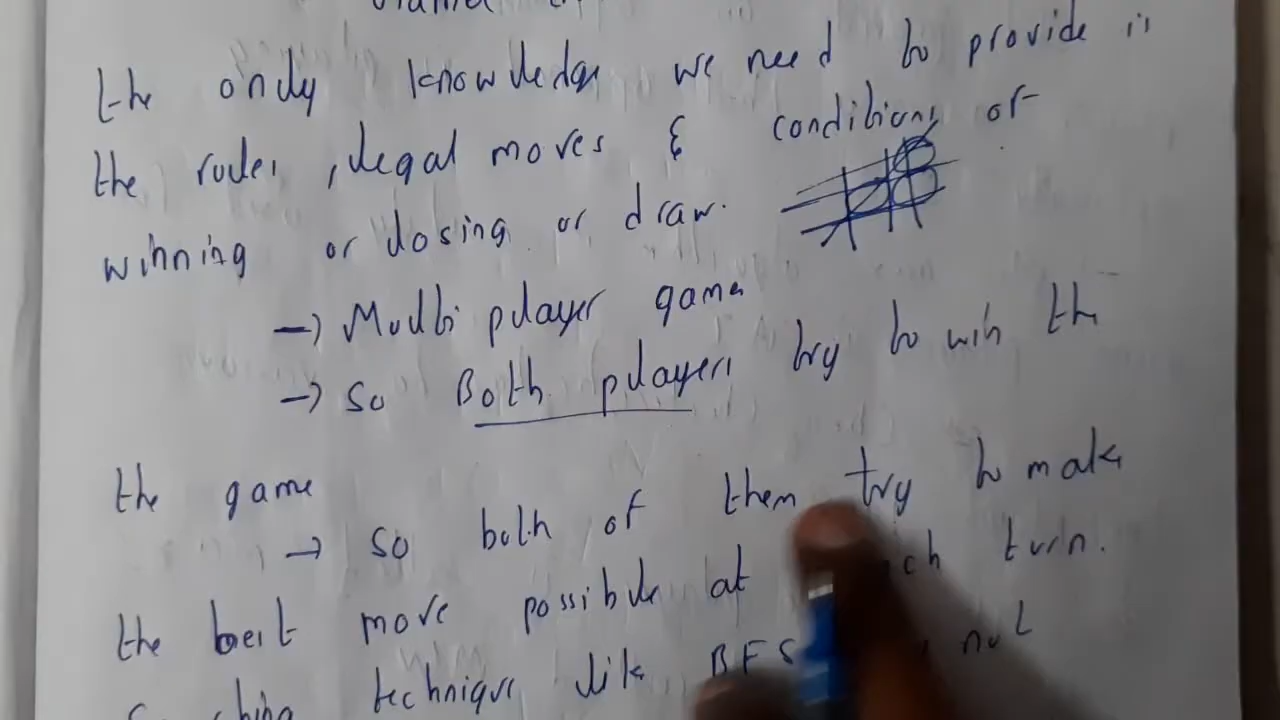 the only knowledge we need to provide is
the rules, legal moves & conditions of
winning or losing or draw.
→ Multi player game
→ So Both players try to win the
the game
→ so both of them try to make
the best move possible at turn.
technique like BFS not